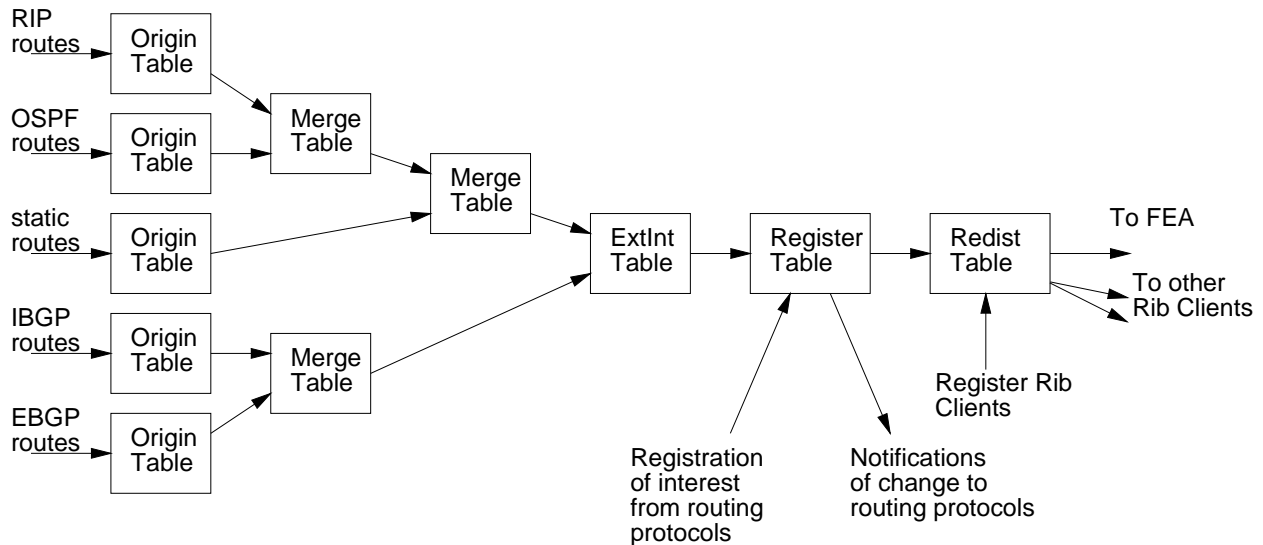 RIP
routes
Origin
Table
OSPF
routes
Origin
Table
Merge
Table
Merge
Table
static
routes
Origin
Table
ExtInt
Table
Register
Table
Redist
Table
To FEA
To other
Rib Clients
IBGP
routes
Origin
Table
Merge
Table
EBGP
routes
Origin
Table
Register Rib
Clients
Registration
of interest
from routing
protocols
Notifications
of change to
routing protocols